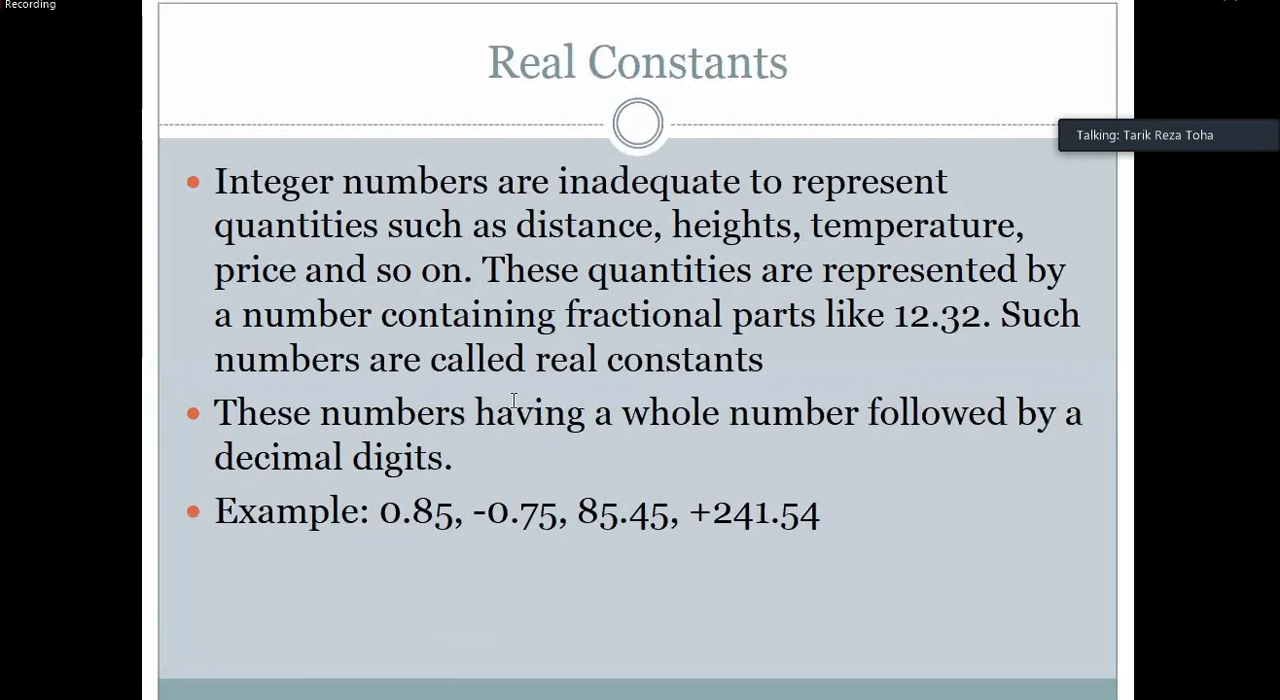 Recording
Real Constants
Talking: Tarik Reza Toha
• Integer numbers are inadequate to represent
quantities such as distance, heights, temperature,
price and so on. These quantities are represented by
a number containing fractional parts like 12.32. Such
numbers are called real constants
• These numbers having a whole number followed by a
decimal digits.
• Example: 0.85, -0.75, 85.45, +241.54